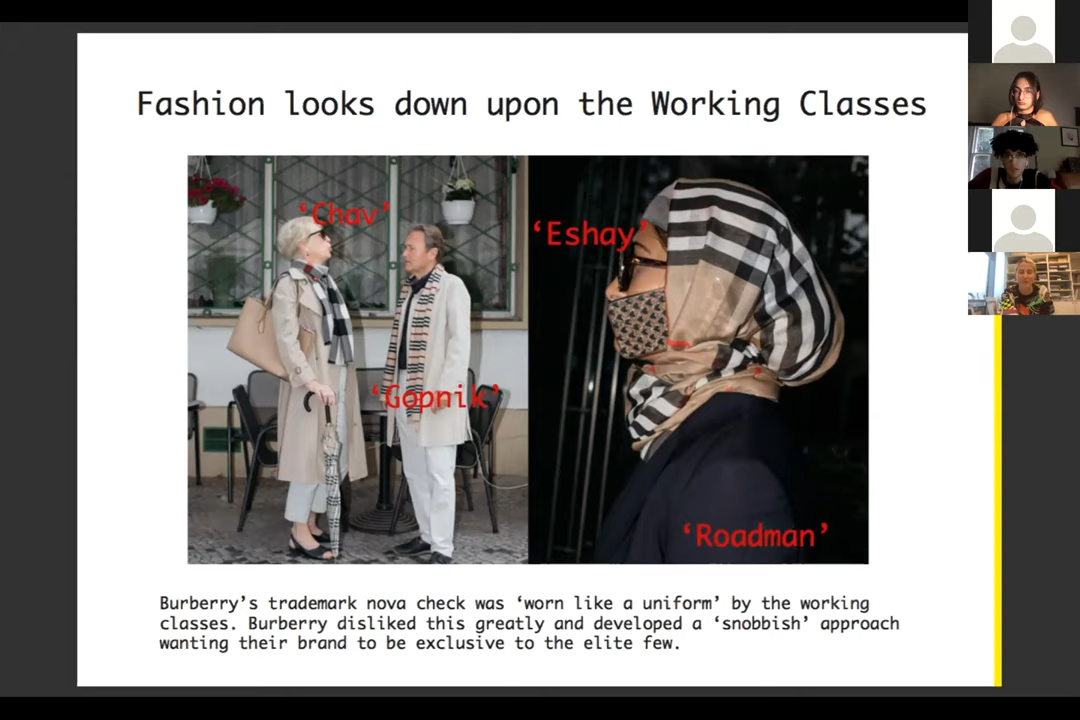 Fashion looks down upon the Working Classes
‘Chav’
‘Eshay’
‘Gopnik’
‘Roadman’
Burberry’s trademark nova check was ‘worn like a uniform’ by the working
classes. Burberry disliked this greatly and developed a ‘snobbish’ approach
wanting their brand to be exclusive to the elite few.